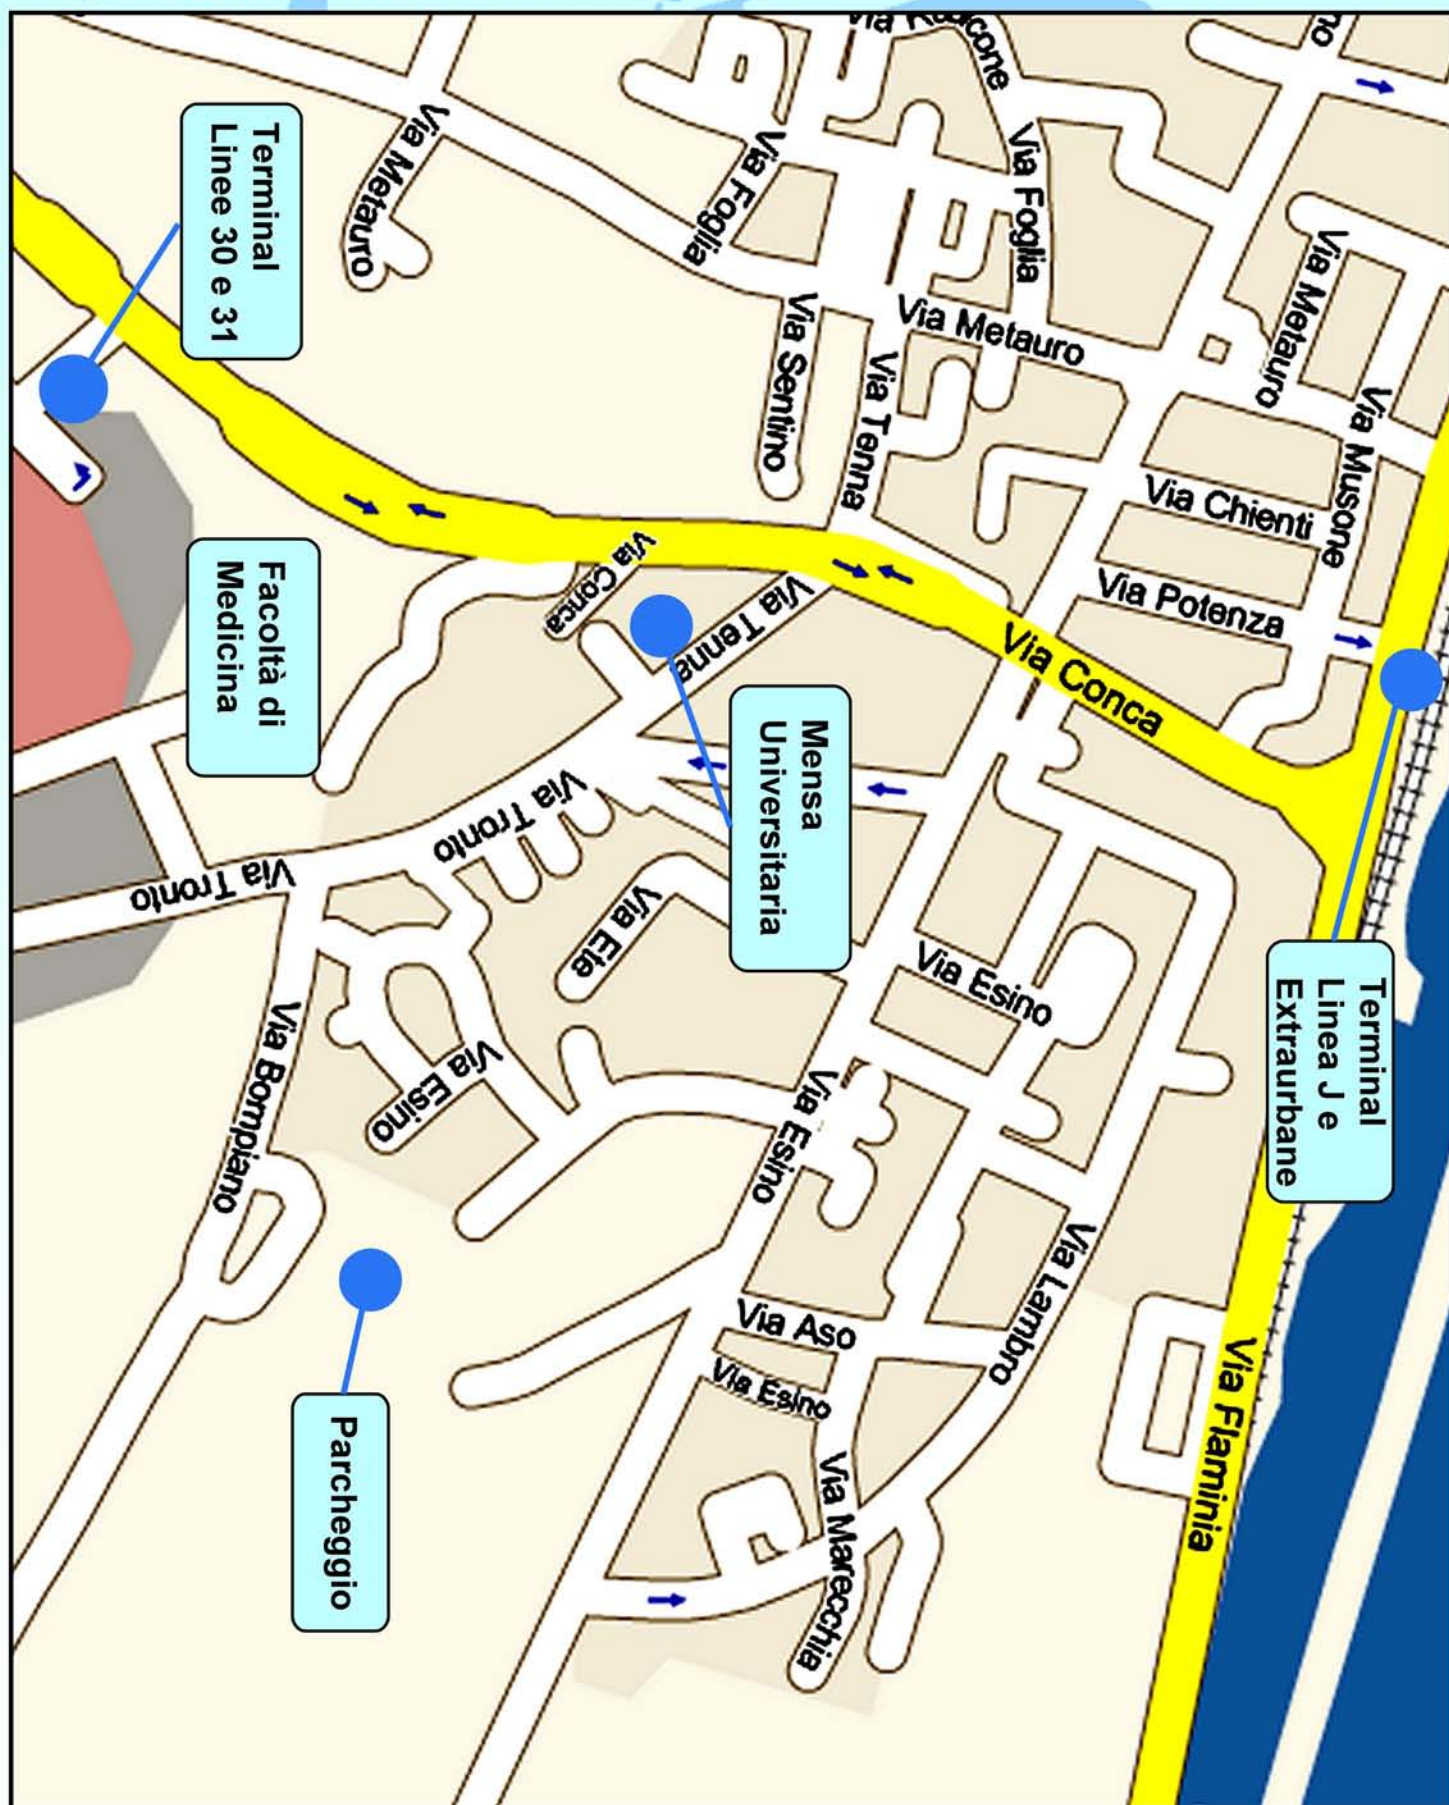 Via Musone
Via Metauro
Via Chienti
Via Potenza
Via Foglia
Via Metauro
Via Foglia
Via Sentino
Via Tenna
Via Metauro
Terminal
Linee 30 e 31
Facoltà di
Medicina
Via Conca
Via Tenna
Via Conca
Mensa
Universitaria
Via Tronto
Via Tronto
Via Ete
Via Esino
Via Esino
Via Bompiano
Via Esino
Via Lambro
Terminal
Linea J e
Extraurbane
Via Flaminia
Via Aso
Via Esino
Via Marecchia
Parcheggio